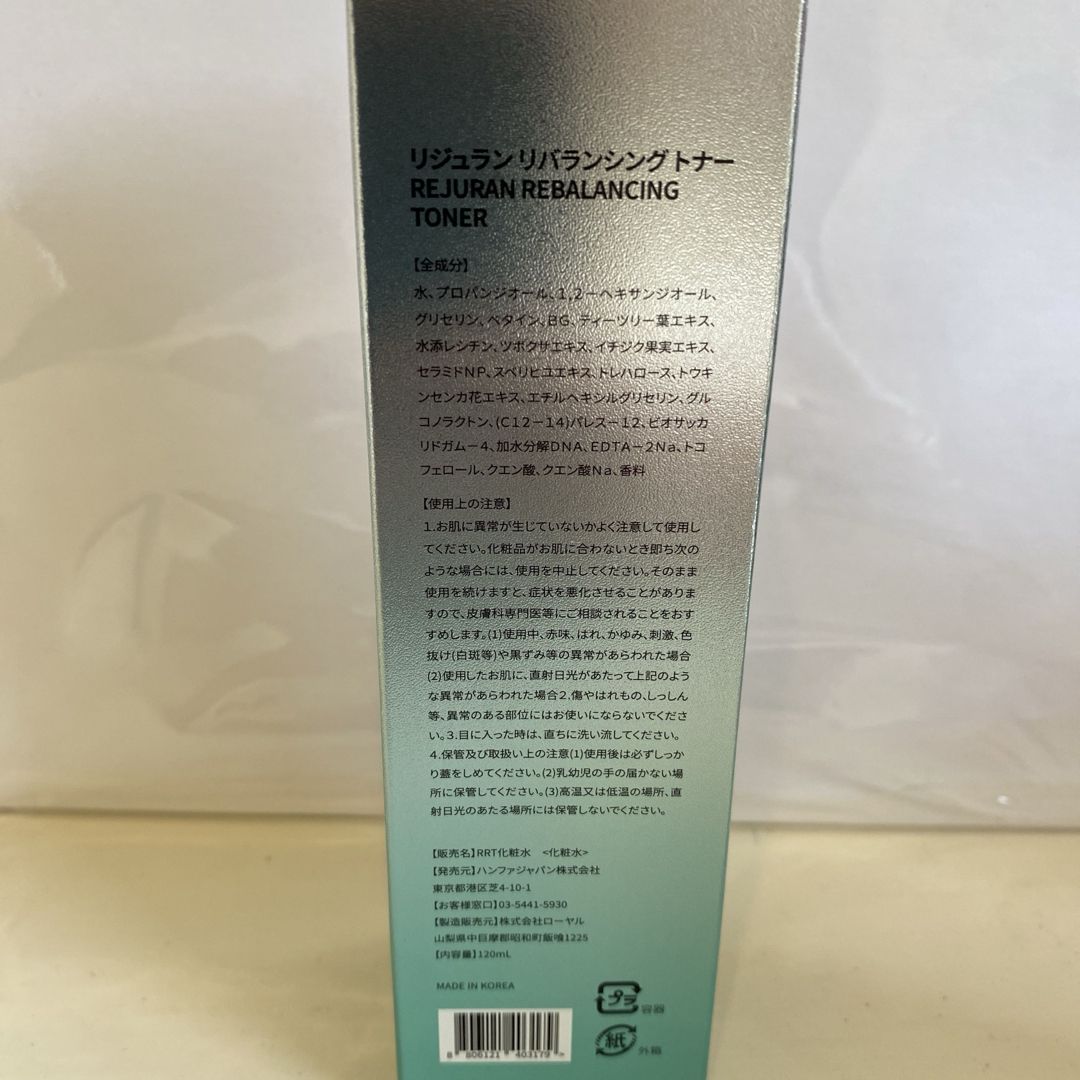 リジュラン リバランシングトナー
REJURAN REBALANCING
TONER
【全成分】
水、プロパンジオール、1,2－ヘキサンジオール、
グリセリン、ベタイン、BG、ティーツリー葉エキス、
水添レシチン、ツボクサエキス、イチジク果実エキス、
セラミドNP、スベリヒユエキス、トレハロース、トウキ
ンセンカ花エキス、エチルヘキシルグリセリン、グル
コノラクトン、(C12－14)パレス－12、ビオサッカ
リドガム－4、加水分解DNA、EDTA－2Na、トコ
フェロール、クエン酸、クエン酸Na、香料
【使用上の注意】
1.お肌に異常が生じていないかよく注意して使用し
てください。化粧品がお肌に合わないとき即ち次の
ような場合には、使用を中止してください。そのまま
使用を続けますと、症状を悪化させることがありま
すので、皮膚科専門医等にご相談されることをおす
すめします。(1)使用中、赤味、はれ、かゆみ、刺激、色
抜け(白斑等)や黒ずみ等の異常があらわれた場合
(2)使用したお肌に、直射日光があたって上記のよう
な異常があらわれた場合2.傷やはれもの、しっしん
等、異常のある部位にはお使いにならないでくださ
い。3.目に入った時は、直ちに洗い流してください。
4.保管及び取扱い上の注意(1)使用後は必ずしっか
り蓋をしめてください。(2)乳幼児の手の届かない場
所に保管してください。(3)高温又は低温の場所、直
射日光のあたる場所には保管しないでください。
【販売名】RRT化粧水　<化粧水>
【発売元】ハンファジャパン株式会社
東京都港区芝4-10-1
【お客様窓口】03-5441-5930
【製造販売元】株式会社ローヤル
山梨県中巨摩郡昭和町飯喰1225
【内容量】120mL
MADE IN KOREA
プラ 容器
紙 外箱
8 806121 403179 >